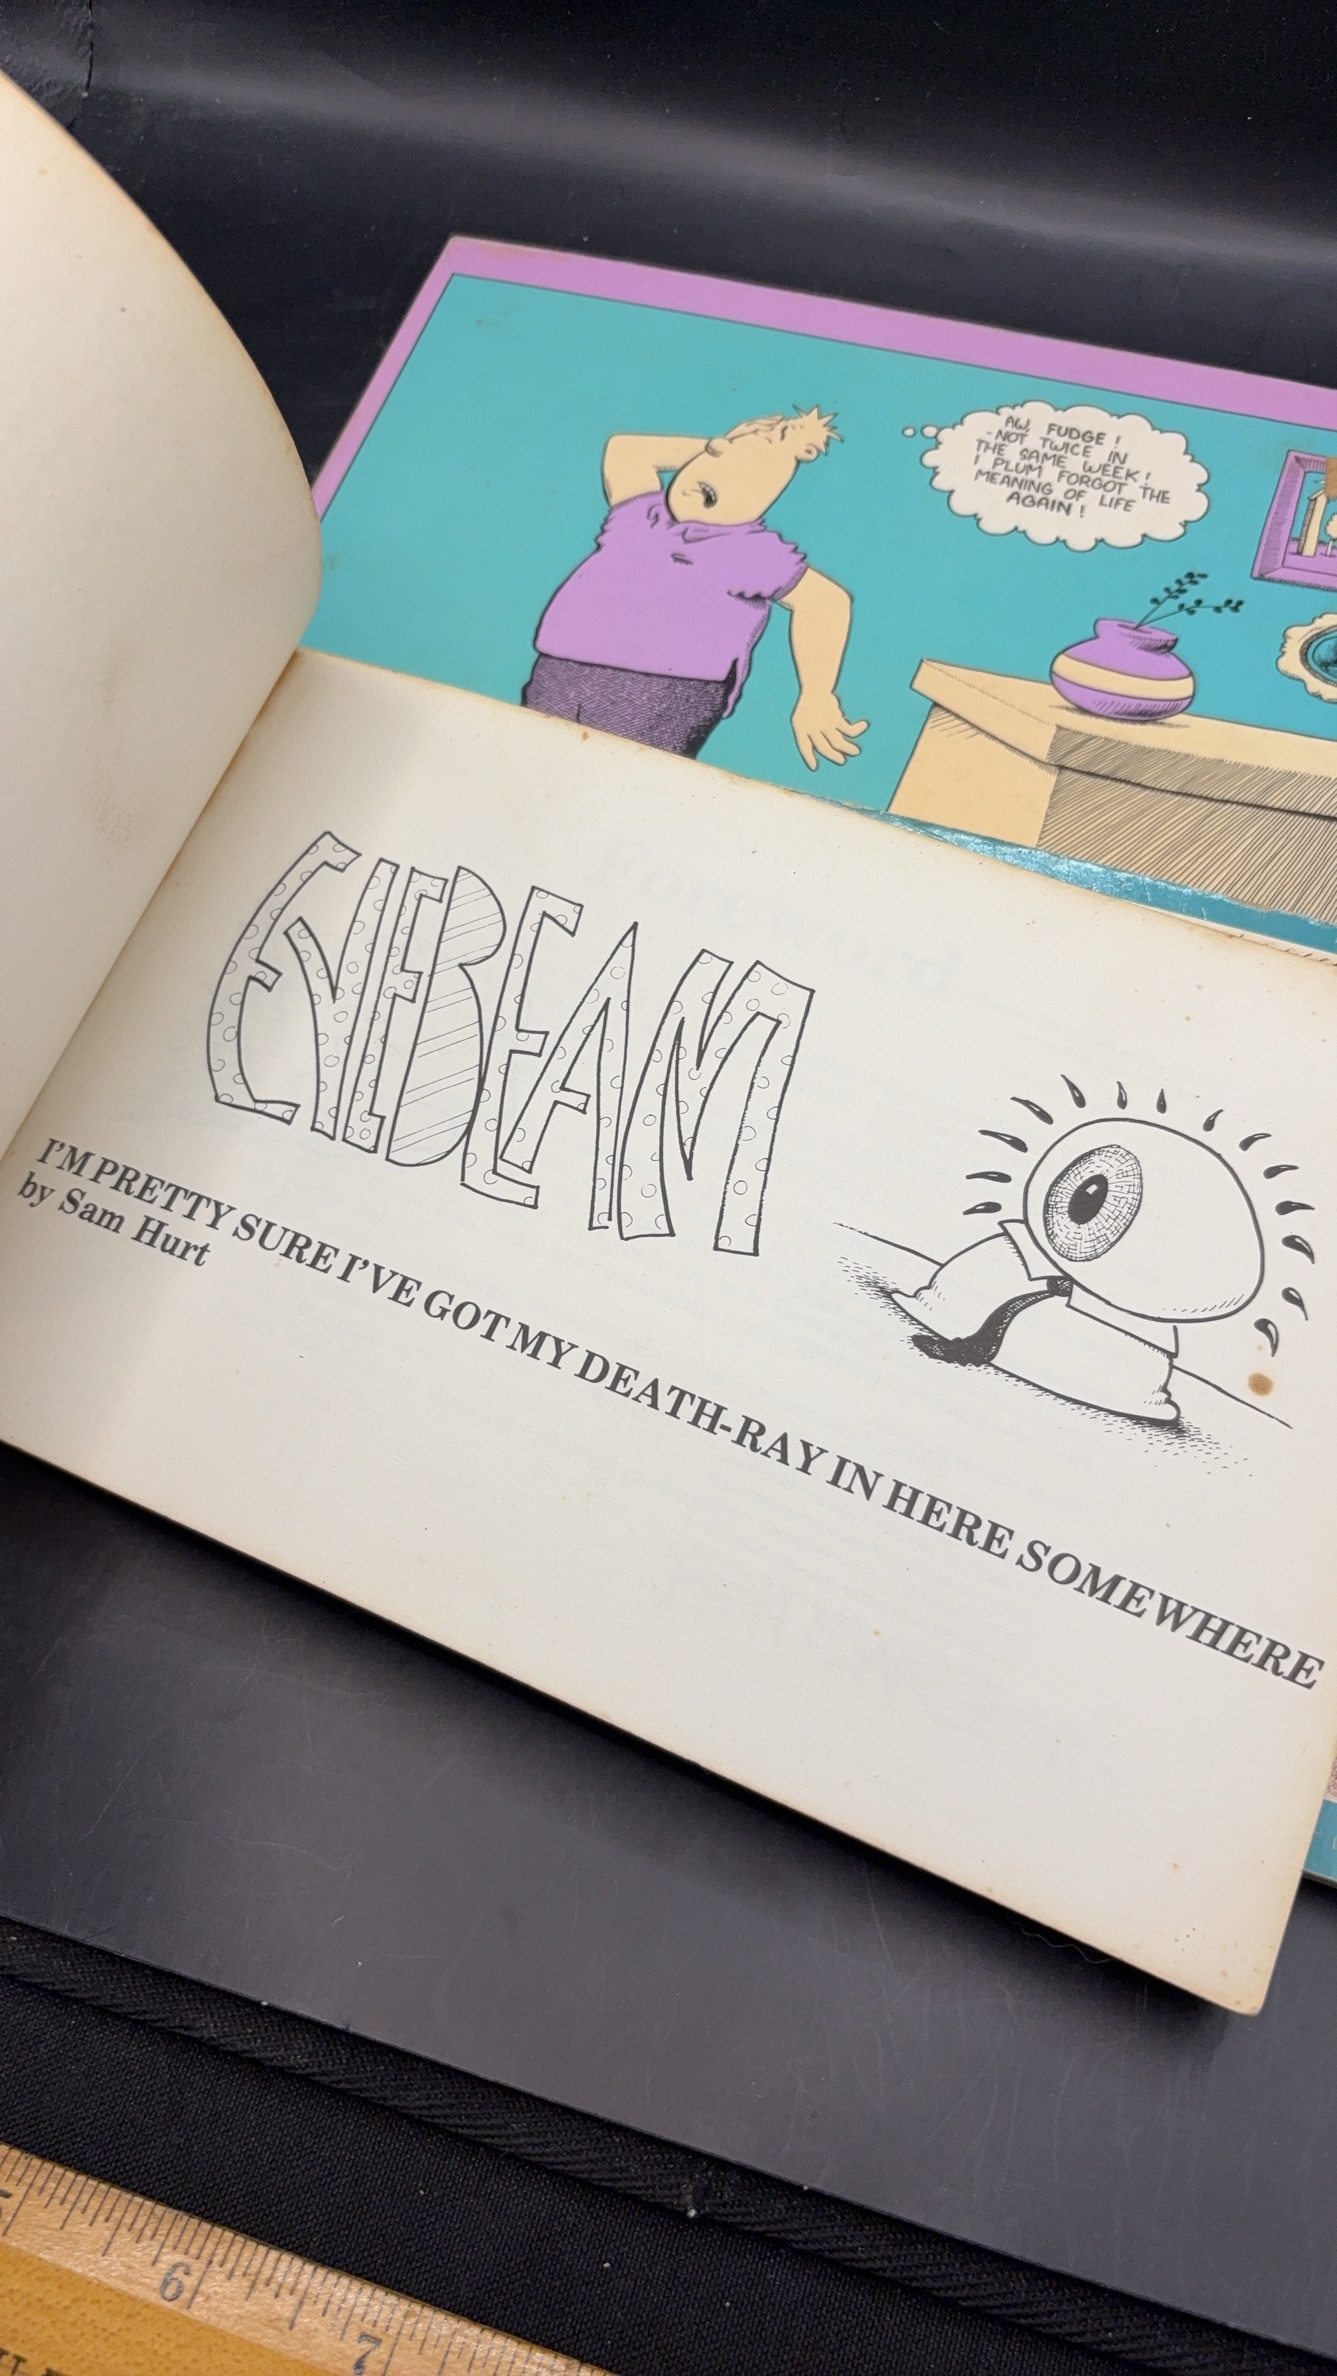 AW, FUDGE!
-NOT TWICE IN
THE SAME WEEK!
I PLUM FORGOT THE
MEANING OF LIFE
AGAIN!
Foreword
EYEBEAM
I'M PRETTY SURE I'VE GOT MY DEATH-RAY IN HERE SOMEWHERE
by Sam Hurt
6
7